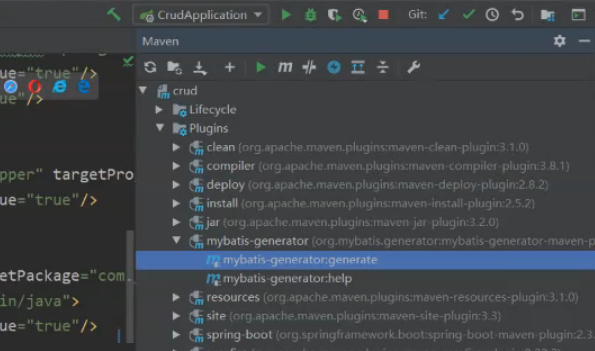 CrudApplication
Git:
Maven
ue="true"/>
crud
ue"/>
Lifecycle
Plugins
clean (org.apache.maven.plugins:maven-clean-plugin:3.1.0)
compiler (org.apache.maven.plugins:maven-compiler-plugin:3.8.1)
pper" targetPro
deploy (org.apache.maven.plugins:maven-deploy-plugin:2.8.2)
ue="true"/>
install (org.apache.maven.plugins:maven-install-plugin:2.5.2)
jar (org.apache.maven.plugins:maven-jar-plugin:3.2.0)
mybatis-generator (org.mybatis.generator:mybatis-generator-maven-p
mybatis-generator:generate
etPackage="com.
mybatis-generator:help
in/java">
resources (org.apache.maven.plugins:maven-resources-plugin:3.1.0)
site (org.apache.maven.plugins:maven-site-plugin:3.3)
ue="true"/>
spring-boot (org.springframework.boot:spring-boot-maven-plugin:2.3.